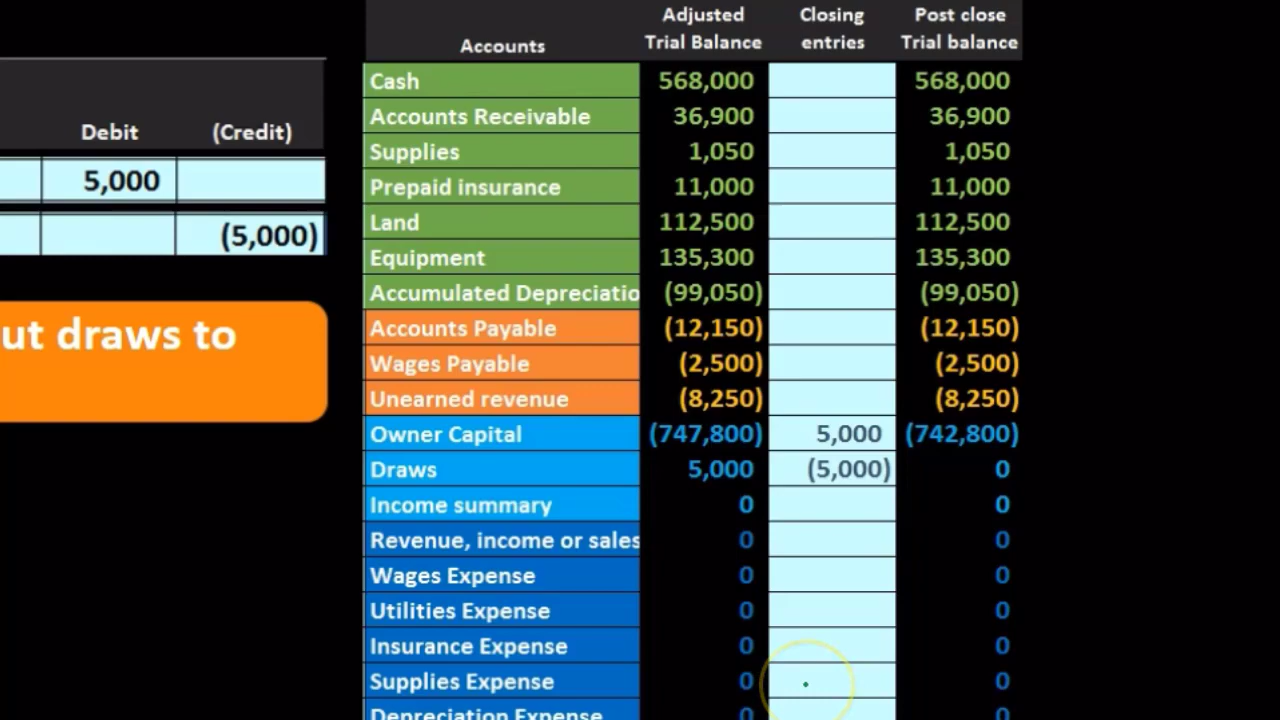 Debit (Credit)
5,000
(5,000)
ut draws to
Accounts Adjusted Trial Balance Closing entries Post close Trial balance
Cash 568,000 568,000
Accounts Receivable 36,900 36,900
Supplies 1,050 1,050
Prepaid insurance 11,000 11,000
Land 112,500 112,500
Equipment 135,300 135,300
Accumulated Depreciatio (99,050) (99,050)
Accounts Payable (12,150) (12,150)
Wages Payable (2,500) (2,500)
Unearned revenue (8,250) (8,250)
Owner Capital (747,800) 5,000 (742,800)
Draws 5,000 (5,000) 0
Income summary 0 0
Revenue, income or sales 0 0
Wages Expense 0 0
Utilities Expense 0 0
Insurance Expense 0 0
Supplies Expense 0 0
Depreciation Expense 0 0